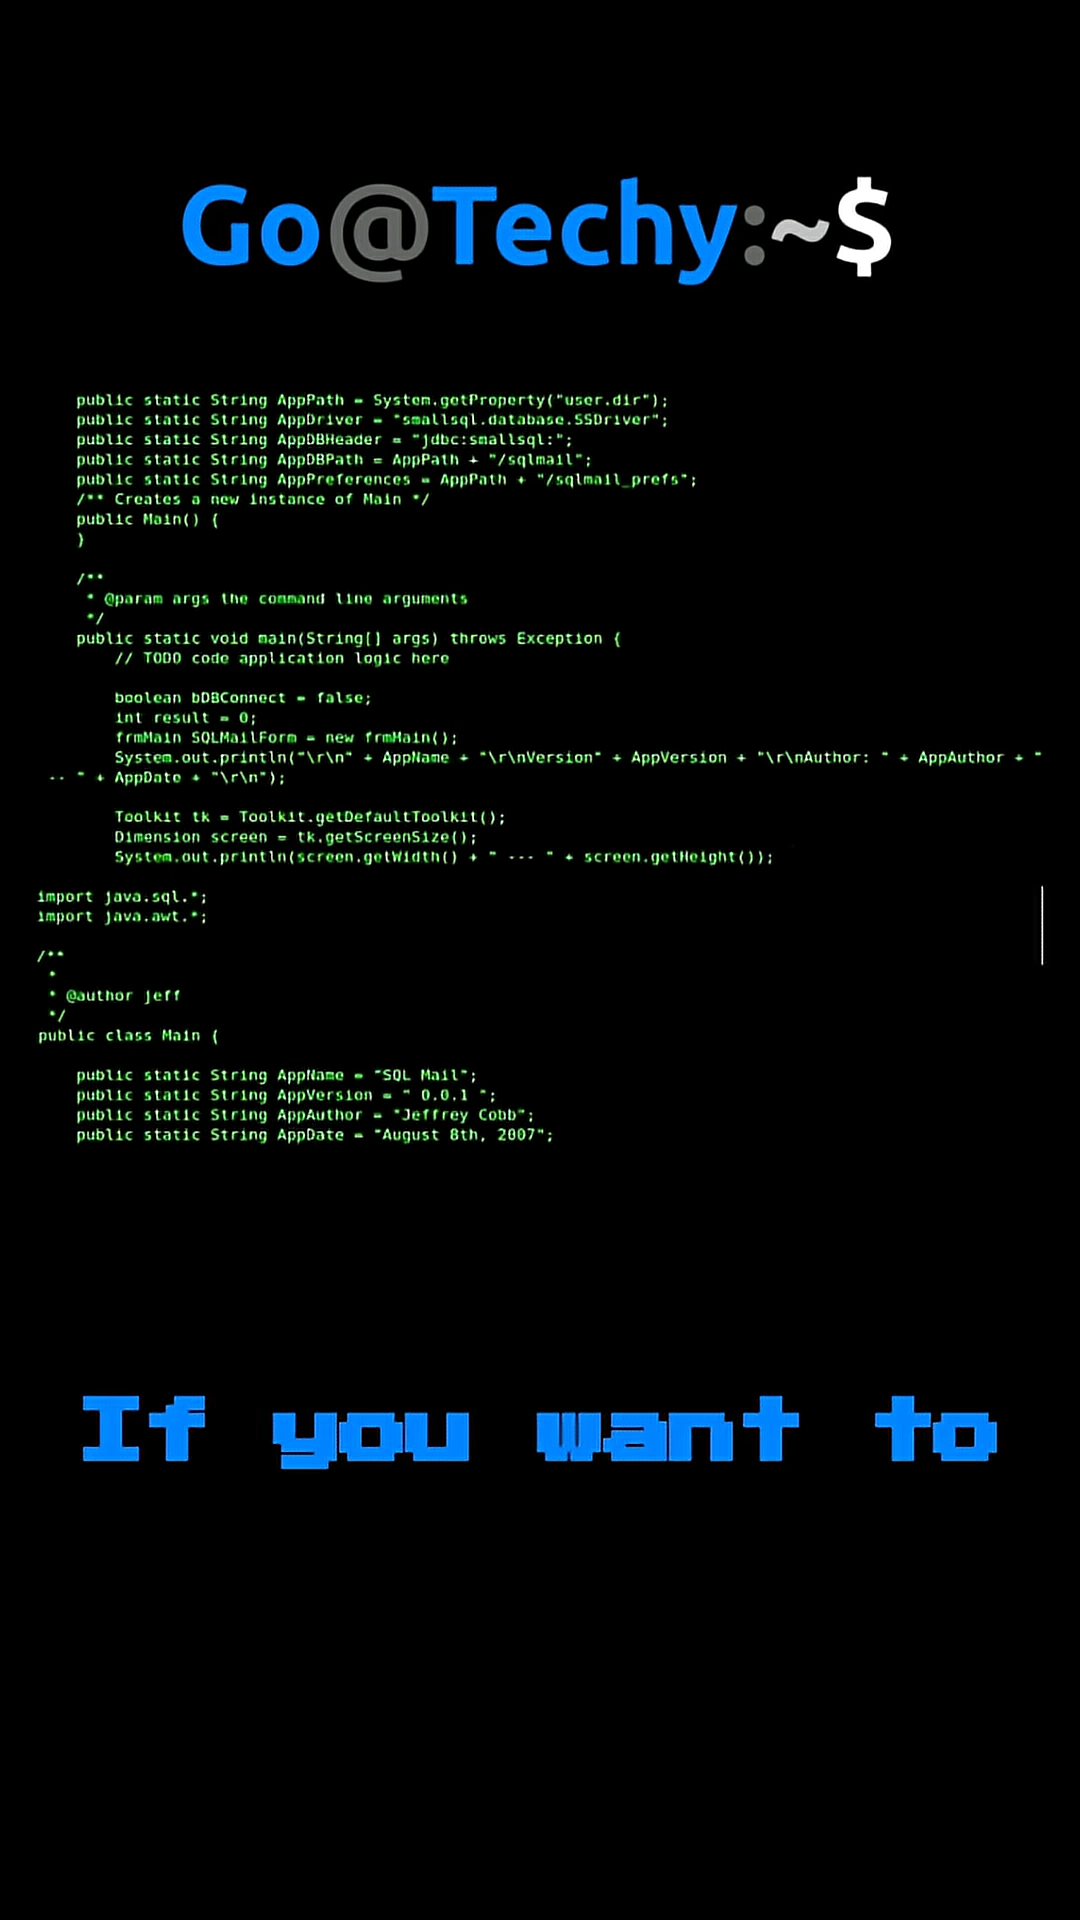 Go@Techy:~$
public static String AppPath = System.getProperty("user.dir");
public static String AppDriver = "smallsql.database.SSDriver";
public static String AppDBHeader = "jdbc:smallsql:";
public static String AppDBPath = AppPath + "/sqlmail";
public static String AppPreferences = AppPath + "/sqlmail_prefs";
/** Creates a new instance of Main */
public Main() {
}
/**
* @param args the command line arguments
*/
public static void main(String[] args) throws Exception {
// TODO code application logic here
boolean bDBConnect = false;
int result = 0;
frmMain SQLMailForm = new frmMain();
System.out.println("\r\n" + AppName + "\r\nVersion" + AppVersion + "\r\nAuthor: " + AppAuthor + "
-- " + AppDate + "\r\n");
Toolkit tk = Toolkit.getDefaultToolkit();
Dimension screen = tk.getScreenSize();
System.out.println(screen.getWidth() + " --- " + screen.getHeight());
import java.sql.*;
import java.awt.*;
/**
*
* @author jeff
*/
public class Main {
public static String AppName = "SQL Mail";
public static String AppVersion = " 0.0.1 ";
public static String AppAuthor = "Jeffrey Cobb";
public static String AppDate = "August 8th, 2007";
If you want to